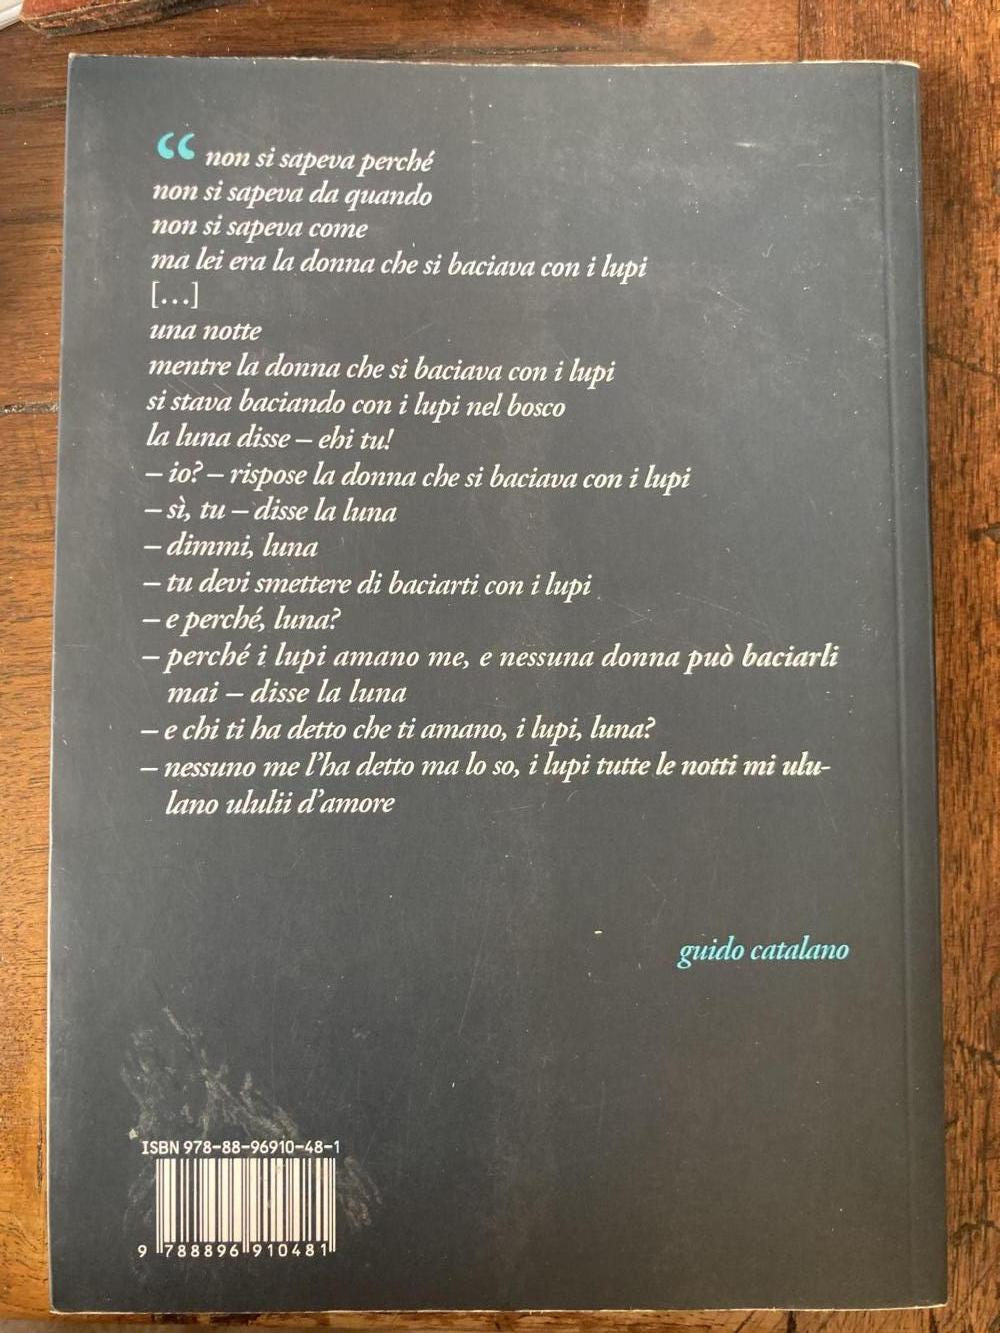 “ non si sapeva perché
non si sapeva da quando
non si sapeva come
ma lei era la donna che si baciava con i lupi
[…]
una notte
mentre la donna che si baciava con i lupi
si stava baciando con i lupi nel bosco
la luna disse – ehi tu!
– io? – rispose la donna che si baciava con i lupi
– sì, tu – disse la luna
– dimmi, luna
– tu devi smettere di baciarti con i lupi
– e perché, luna?
– perché i lupi amano me, e nessuna donna può baciarli
mai – disse la luna
– e chi ti ha detto che ti amano, i lupi, luna?
– nessuno me l’ha detto ma lo so, i lupi tutte le notti mi ulu-
lano ululii d’amore
guido catalano
ISBN 978-88-96910-48-1
9 788896 910481